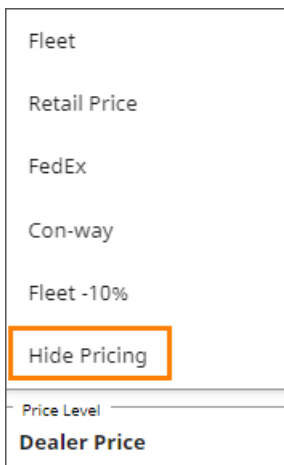 Fleet
Retail Price
FedEx
Con-way
Fleet -10%
Hide Pricing
Price Level
Dealer Price